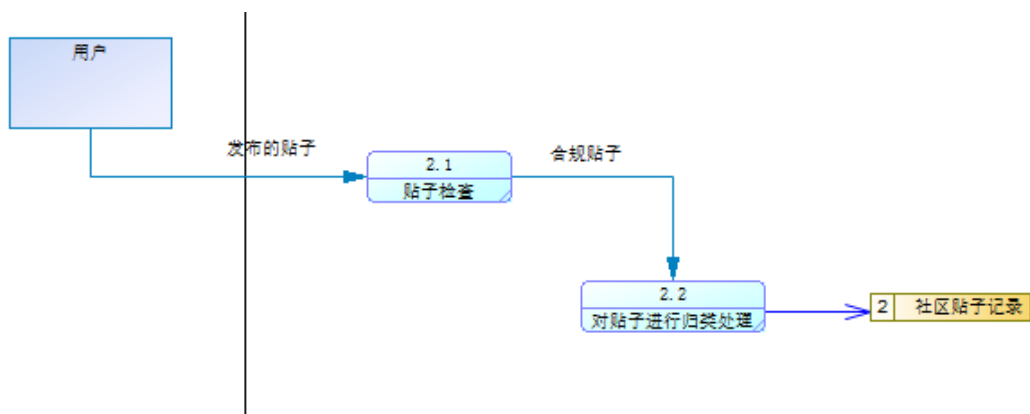 用户
发布的贴子
2.1
合规贴子
贴子检查
2.2
对贴子进行归类处理
2
社区贴子记录